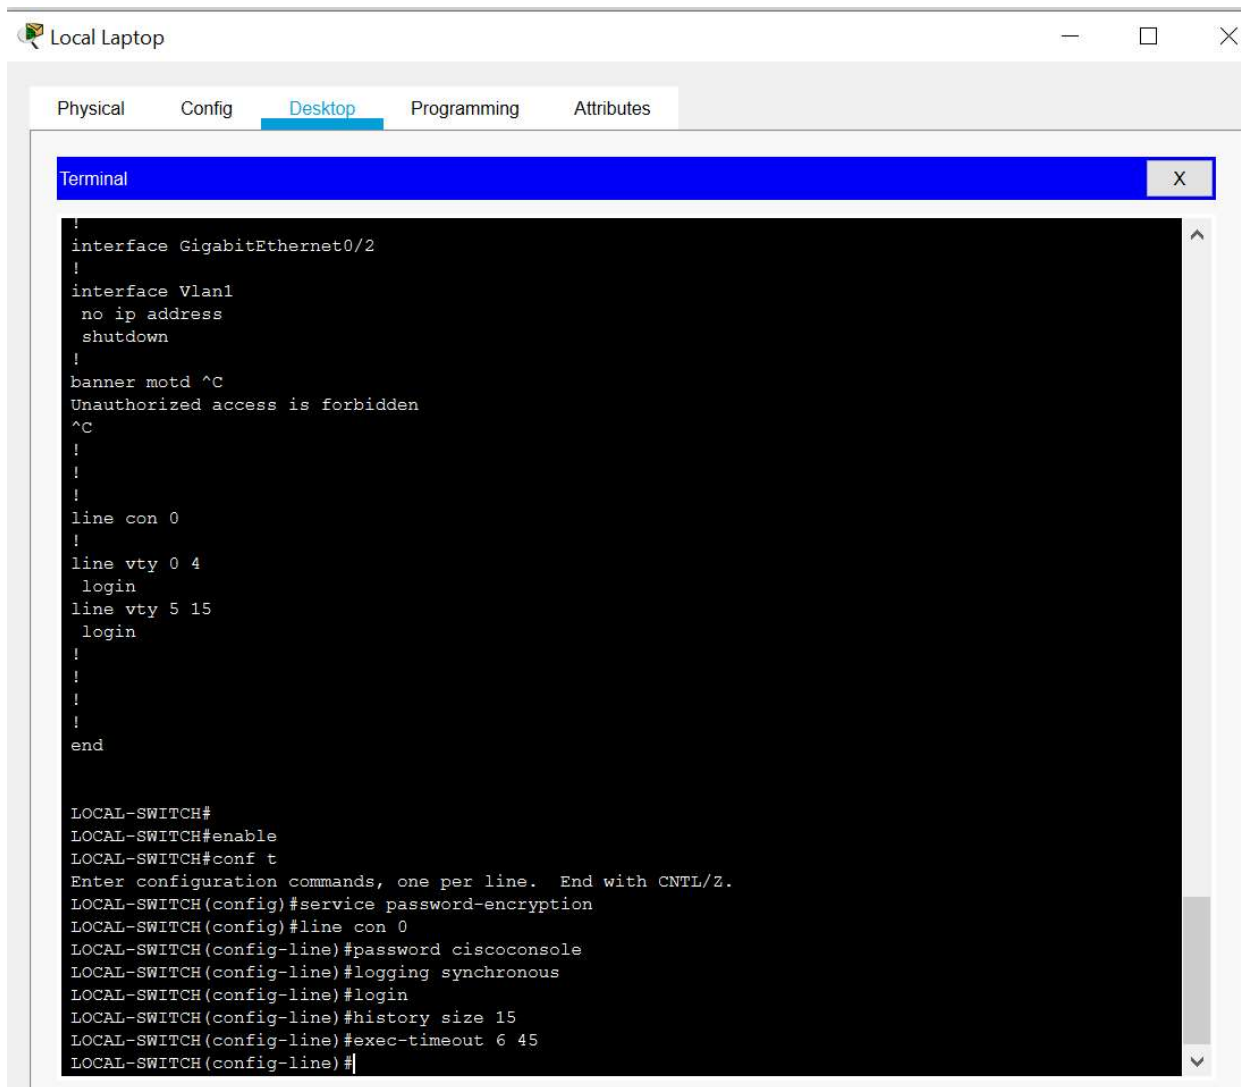 Local Laptop
Physical Config Desktop Programming Attributes
Terminal X
!
interface GigabitEthernet0/2
!
interface Vlan1
no ip address
shutdown
!
banner motd ^C
Unauthorized access is forbidden
^C
!
!
!
line con 0
!
line vty 0 4
login
line vty 5 15
login
!
!
!
!
end
LOCAL-SWITCH#
LOCAL-SWITCH#enable
LOCAL-SWITCH#conf t
Enter configuration commands, one per line. End with CNTL/Z.
LOCAL-SWITCH(config)#service password-encryption
LOCAL-SWITCH(config)#line con 0
LOCAL-SWITCH(config-line)#password ciscoconsole
LOCAL-SWITCH(config-line)#logging synchronous
LOCAL-SWITCH(config-line)#login
LOCAL-SWITCH(config-line)#history size 15
LOCAL-SWITCH(config-line)#exec-timeout 6 45
LOCAL-SWITCH(config-line)#